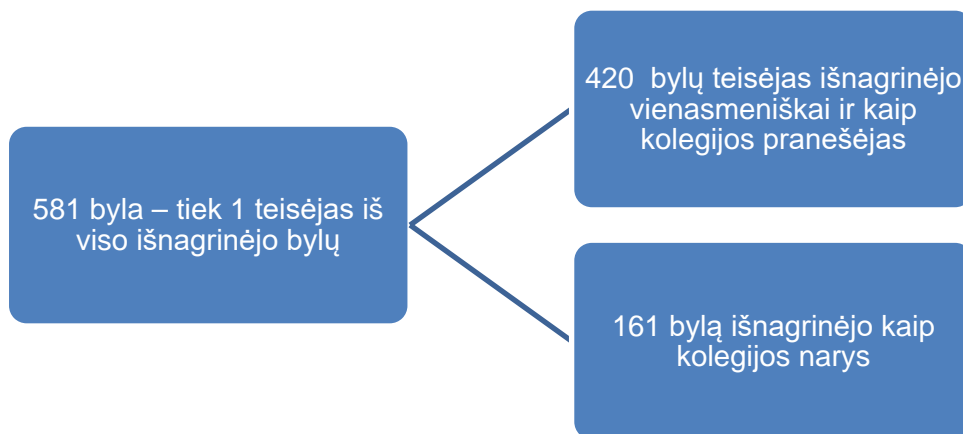 581 byla – tiek 1 teisėjas iš
viso išnagrinėjo bylų
420 bylų teisėjas išnagrinėjo
vienasmeniškai ir kaip
kolegijos pranešėjas
161 bylą išnagrinėjo kaip
kolegijos narys